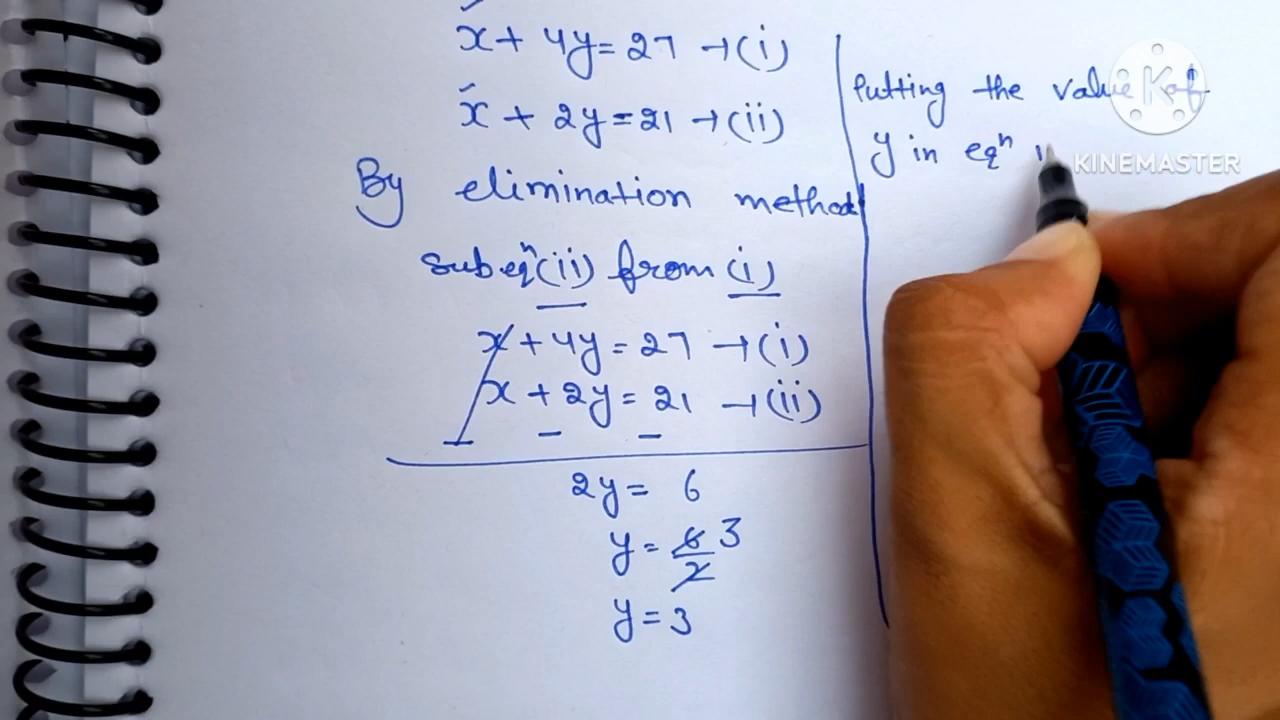 x + 4y = 27 → (i)
x + 2y = 21 → (ii)
By elimination method
sub eqⁿ (ii) from (i)
x + 4y = 27 → (i)
x + 2y = 21 → (ii)
− − −
2y = 6
y = 6/2 3
y = 3
Putting the value of
y in eqⁿ
K
KINEMASTER